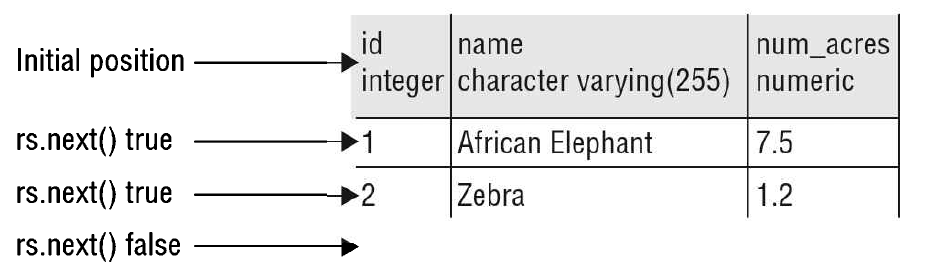 id name num_acres
Initial position
integer character varying(255) numeric
rs.next() true 1 African Elephant 7.5
rs.next() true 2 Zebra 1.2
rs.next() false